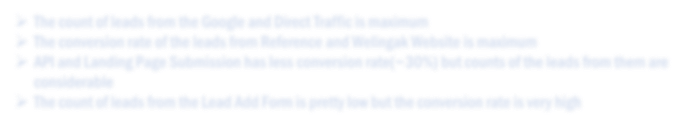 ➢ The count of leads from the Google and Direct Traffic is maximum
➢ The conversion rate of the leads from Reference and Welingak Website is maximum
➢ API and Landing Page Submission has less conversion rate(~30%) but counts of the leads from them are
considerable
➢ The count of leads from the Lead Add Form is pretty low but the conversion rate is very high